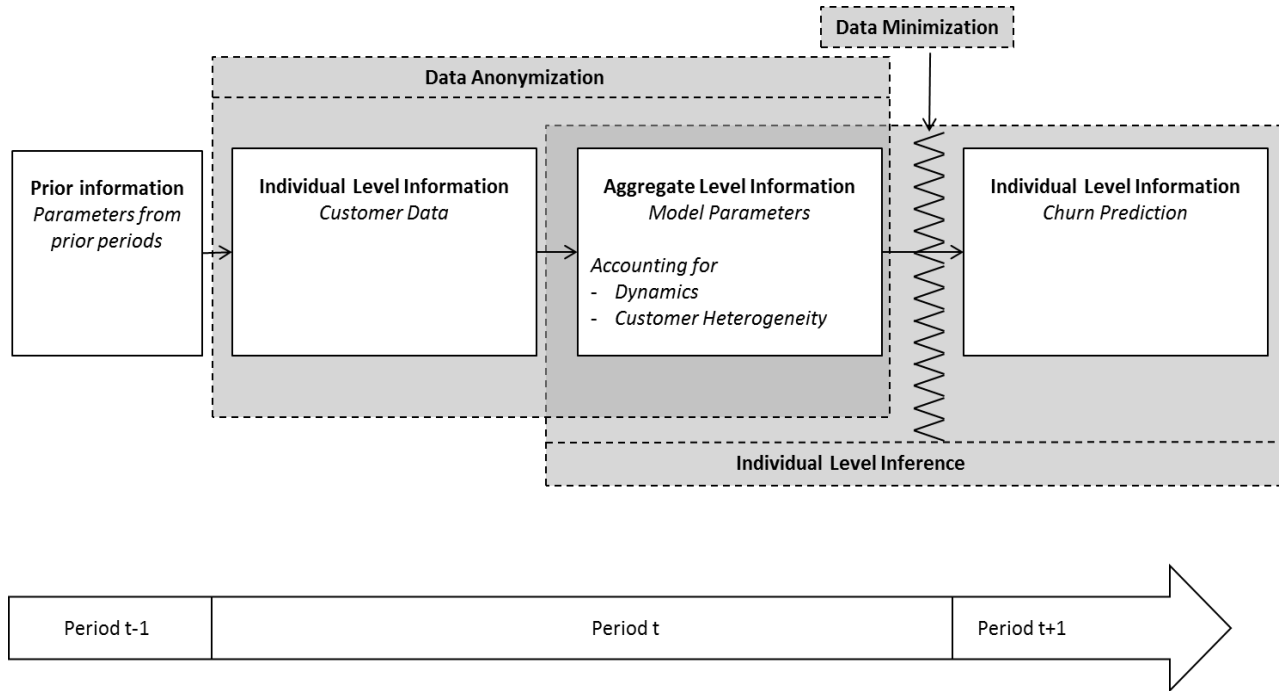 Data Minimization
Data Anonymization
Prior information
Parameters from
prior periods
Individual Level Information
Customer Data
Aggregate Level Information
Model Parameters
Accounting for
- Dynamics
- Customer Heterogeneity
Individual Level Information
Churn Prediction
Individual Level Inference
Period t-1
Period t
Period t+1